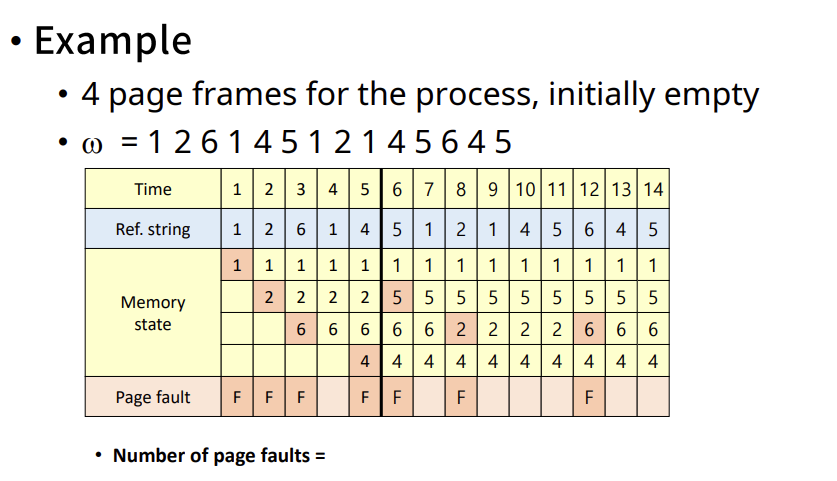 • Example
• 4 page frames for the process, initially empty
• ω = 1 2 6 1 4 5 1 2 1 4 5 6 4 5
Time 1 2 3 4 5 6 7 8 9 10 11 12 13 14
Ref. string 1 2 6 1 4 5 1 2 1 4 5 6 4 5
Memory state 1 1 1 1 1 1 1 1 1 1 1 1 1 1
2 2 2 2 5 5 5 5 5 5 5 5 5
6 6 6 6 6 2 2 2 2 6 6 6
4 4 4 4 4 4 4 4 4 4
Page fault F F F F F F F
• Number of page faults =